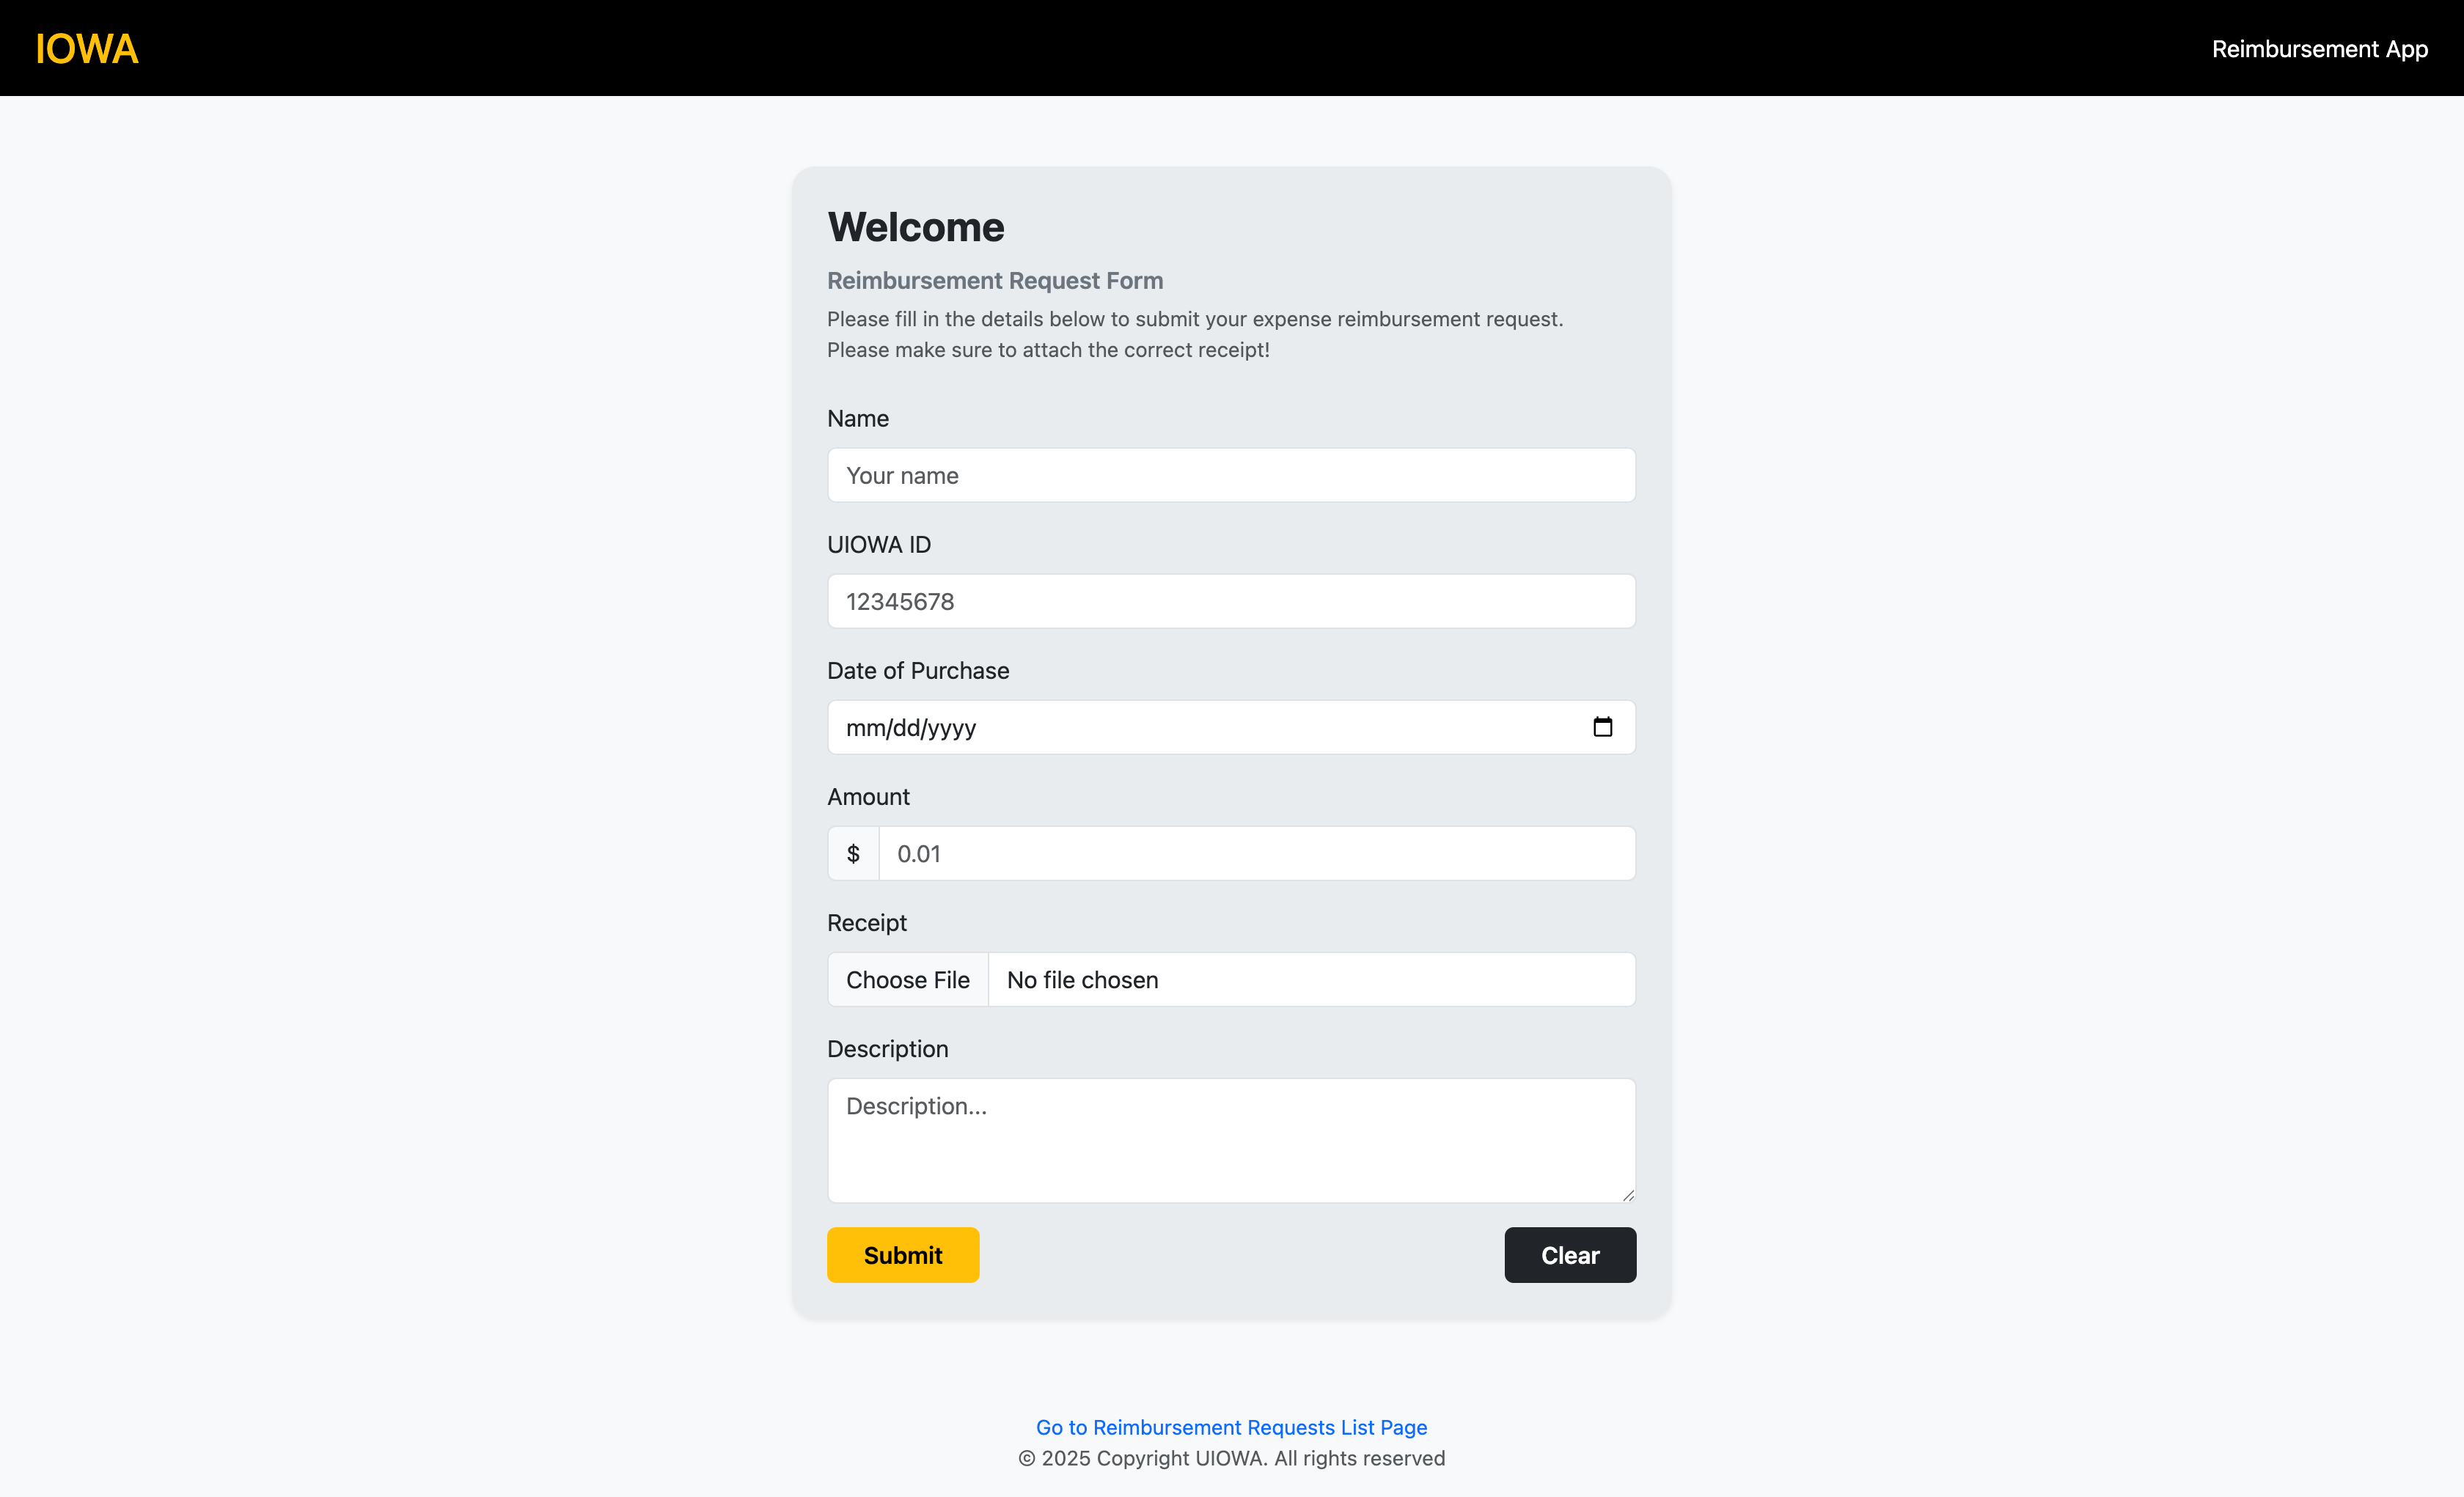 IOWA
Reimbursement App
Welcome
Reimbursement Request Form
Please fill in the details below to submit your expense reimbursement request.
Please make sure to attach the correct receipt!
Name
Your name
UIOWA ID
12345678
Date of Purchase
mm/dd/yyyy
Amount
$ 0.01
Receipt
Choose File No file chosen
Description
Description...
Submit Clear
Go to Reimbursement Requests List Page
© 2025 Copyright UIOWA. All rights reserved